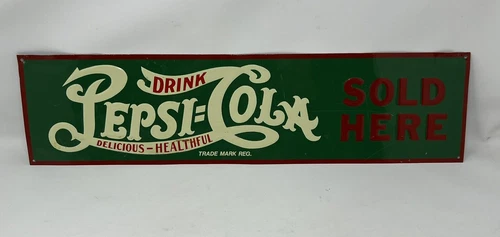 DRINK
PEPSI=COLA
DELICIOUS-HEALTHFUL
TRADE MARK REG.
SOLD
HERE